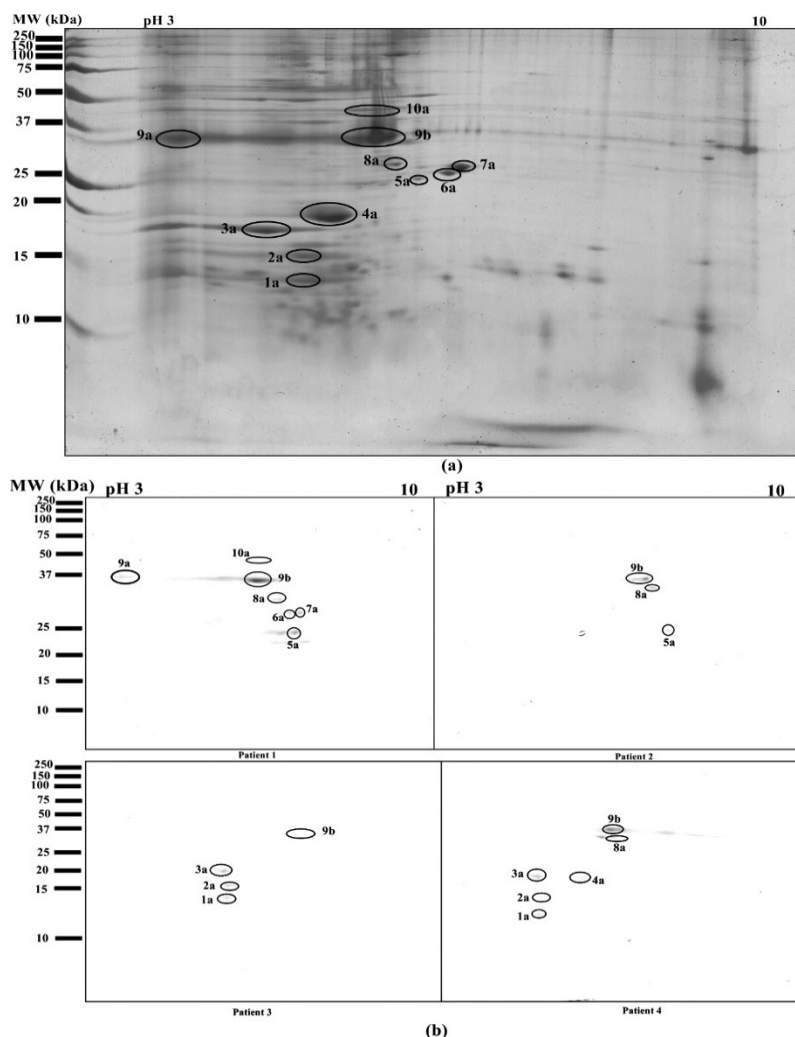 MW (kDa) pH 3 10
250
150
100
75
50
37
25
20
15
10
10a
9a 9b
8a 7a
5a 6a
4a
3a
2a
1a
(a)
MW (kDa) pH 3 10 pH 3 10
250
150
100
75
50
37
25
20
15
10
9a 10a
9b
8a
6a 7a
5a
9b
8a
5a
Patient 1 Patient 2
250
150
100
75
50
37
25
20
15
10
9b
3a
2a
1a
9b
8a
3a 4a
2a
1a
Patient 3 Patient 4
(b)